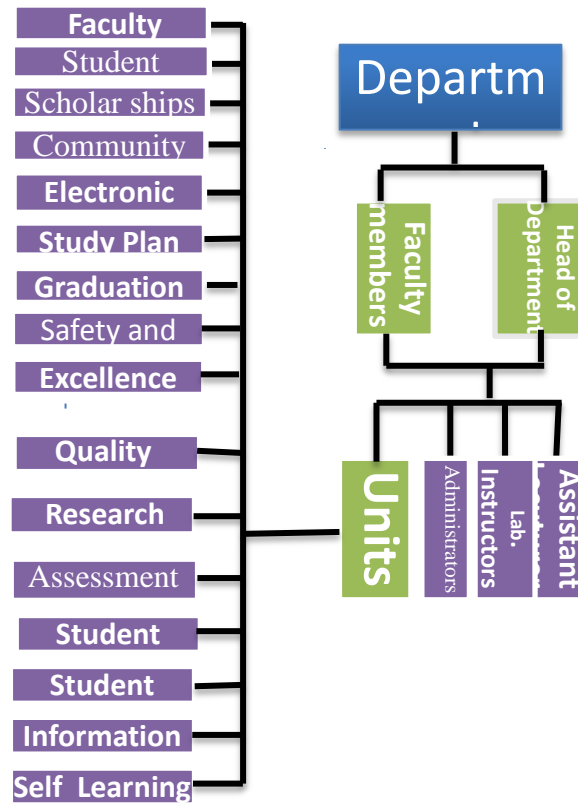 Faculty
Student
Scholar ships
Community
Electronic
Study Plan
Graduation
Safety and
Excellence
Quality
Research
Assessment
Student
Student
Information
Self Learning
Departm
Faculty
members
Head of
Department
Units
Administrators
Lab.
Instructors
Assistant